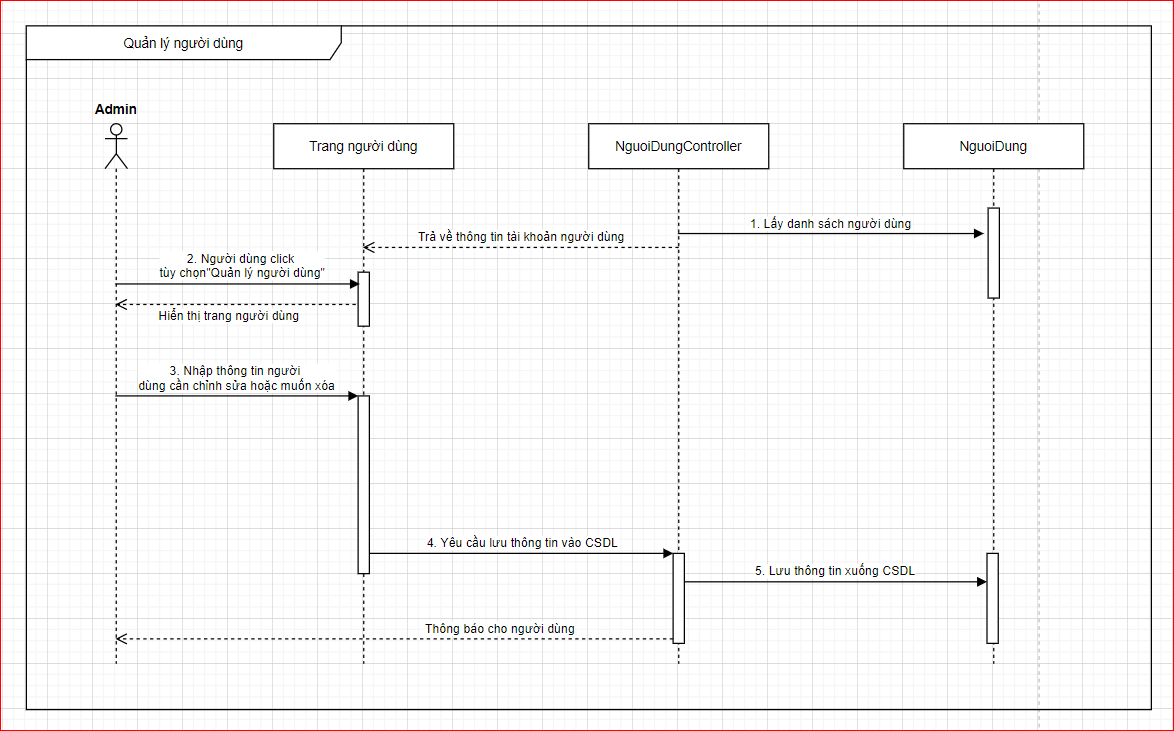 Quản lý người dùng
Admin
Trang người dùng
NguoiDungController
NguoiDung
1. Lấy danh sách người dùng
Trả về thông tin tài khoản người dùng
2. Người dùng click
tùy chọn"Quản lý người dùng"
Hiển thị trang người dùng
3. Nhập thông tin người
dùng cần chỉnh sửa hoặc muốn xóa
4. Yêu cầu lưu thông tin vào CSDL
5. Lưu thông tin xuống CSDL
Thông báo cho người dùng